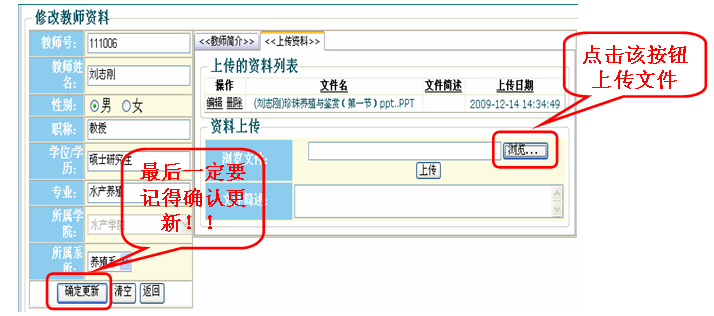 修改教师资料
教师号：
111006
教师姓名：
刘志刚
性别：
男 女
职称：
教授
学位/学历：
硕士研究生
专业：
水产养殖
所属学院：
水产学院
所属系所：
养殖系
确定更新 清空 返回
<<教师简介>> <<上传资料>>
上传的资料列表
操作 文件名 文件简述 上传日期
编辑 删除 (刘志刚)珍珠养殖与鉴赏(第一节)ppt..PPT 2009-12-14 14:34:49
资料上传
浏览文件：
浏览...
上传
简述：
点击该按钮
上传文件
最后一定要
记得确认更
新！！